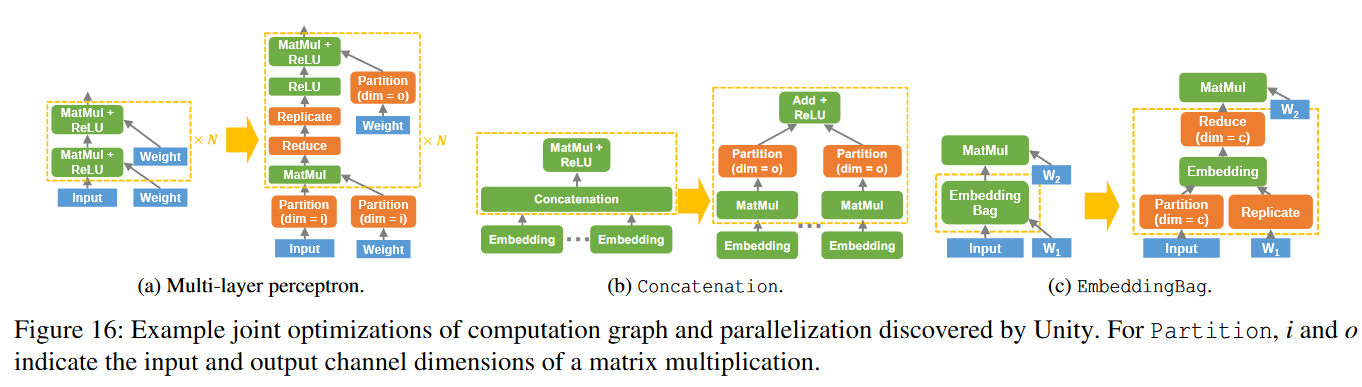 MatMul +
ReLU
MatMul +
ReLU
Weight
Input
Weight
× N
MatMul +
ReLU
ReLU
Partition
(dim = o)
Replicate
Weight
Reduce
× N
MatMul
Partition
(dim = i)
Partition
(dim = i)
Input
Weight
(a) Multi-layer perceptron.
MatMul +
ReLU
Concatenation
Embedding
...
Embedding
Add +
ReLU
Partition
(dim = o)
Partition
(dim = o)
MatMul
MatMul
...
Embedding
Embedding
(b) Concatenation.
MatMul
W2
Embedding
Bag
Input
W1
MatMul
W2
Reduce
(dim = c)
Embedding
Partition
(dim = c)
Replicate
Input
W1
(c) EmbeddingBag.
Figure 16: Example joint optimizations of computation graph and parallelization discovered by Unity. For Partition, i and o
indicate the input and output channel dimensions of a matrix multiplication.